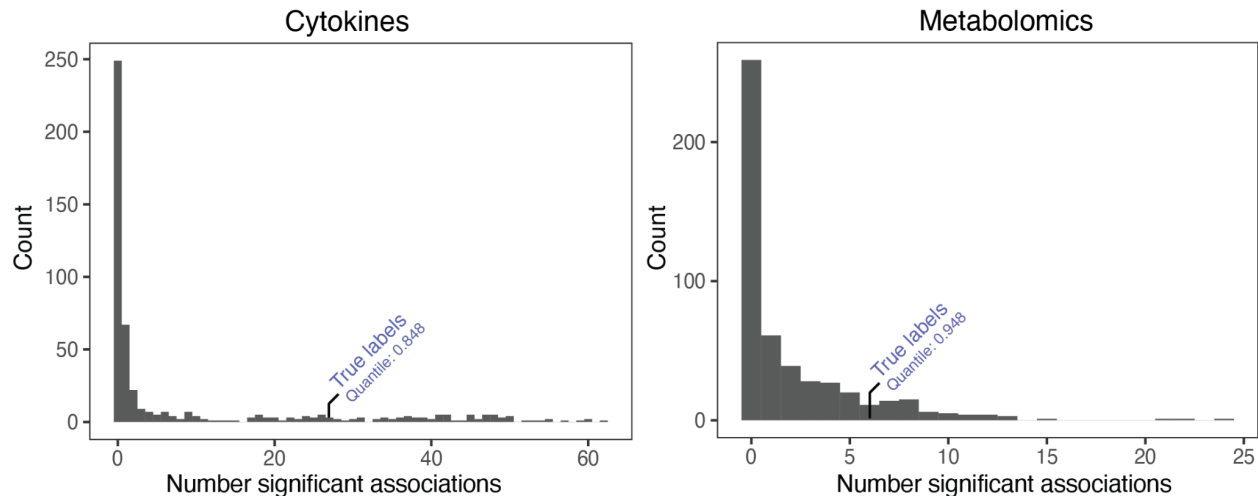 Cytokines
250
200
150
100
50
0
Count
True labels
Quantile: 0.848
0
20
40
60
Number significant associations
Metabolomics
200
100
0
Count
True labels
Quantile: 0.948
0
5
10
15
20
25
Number significant associations